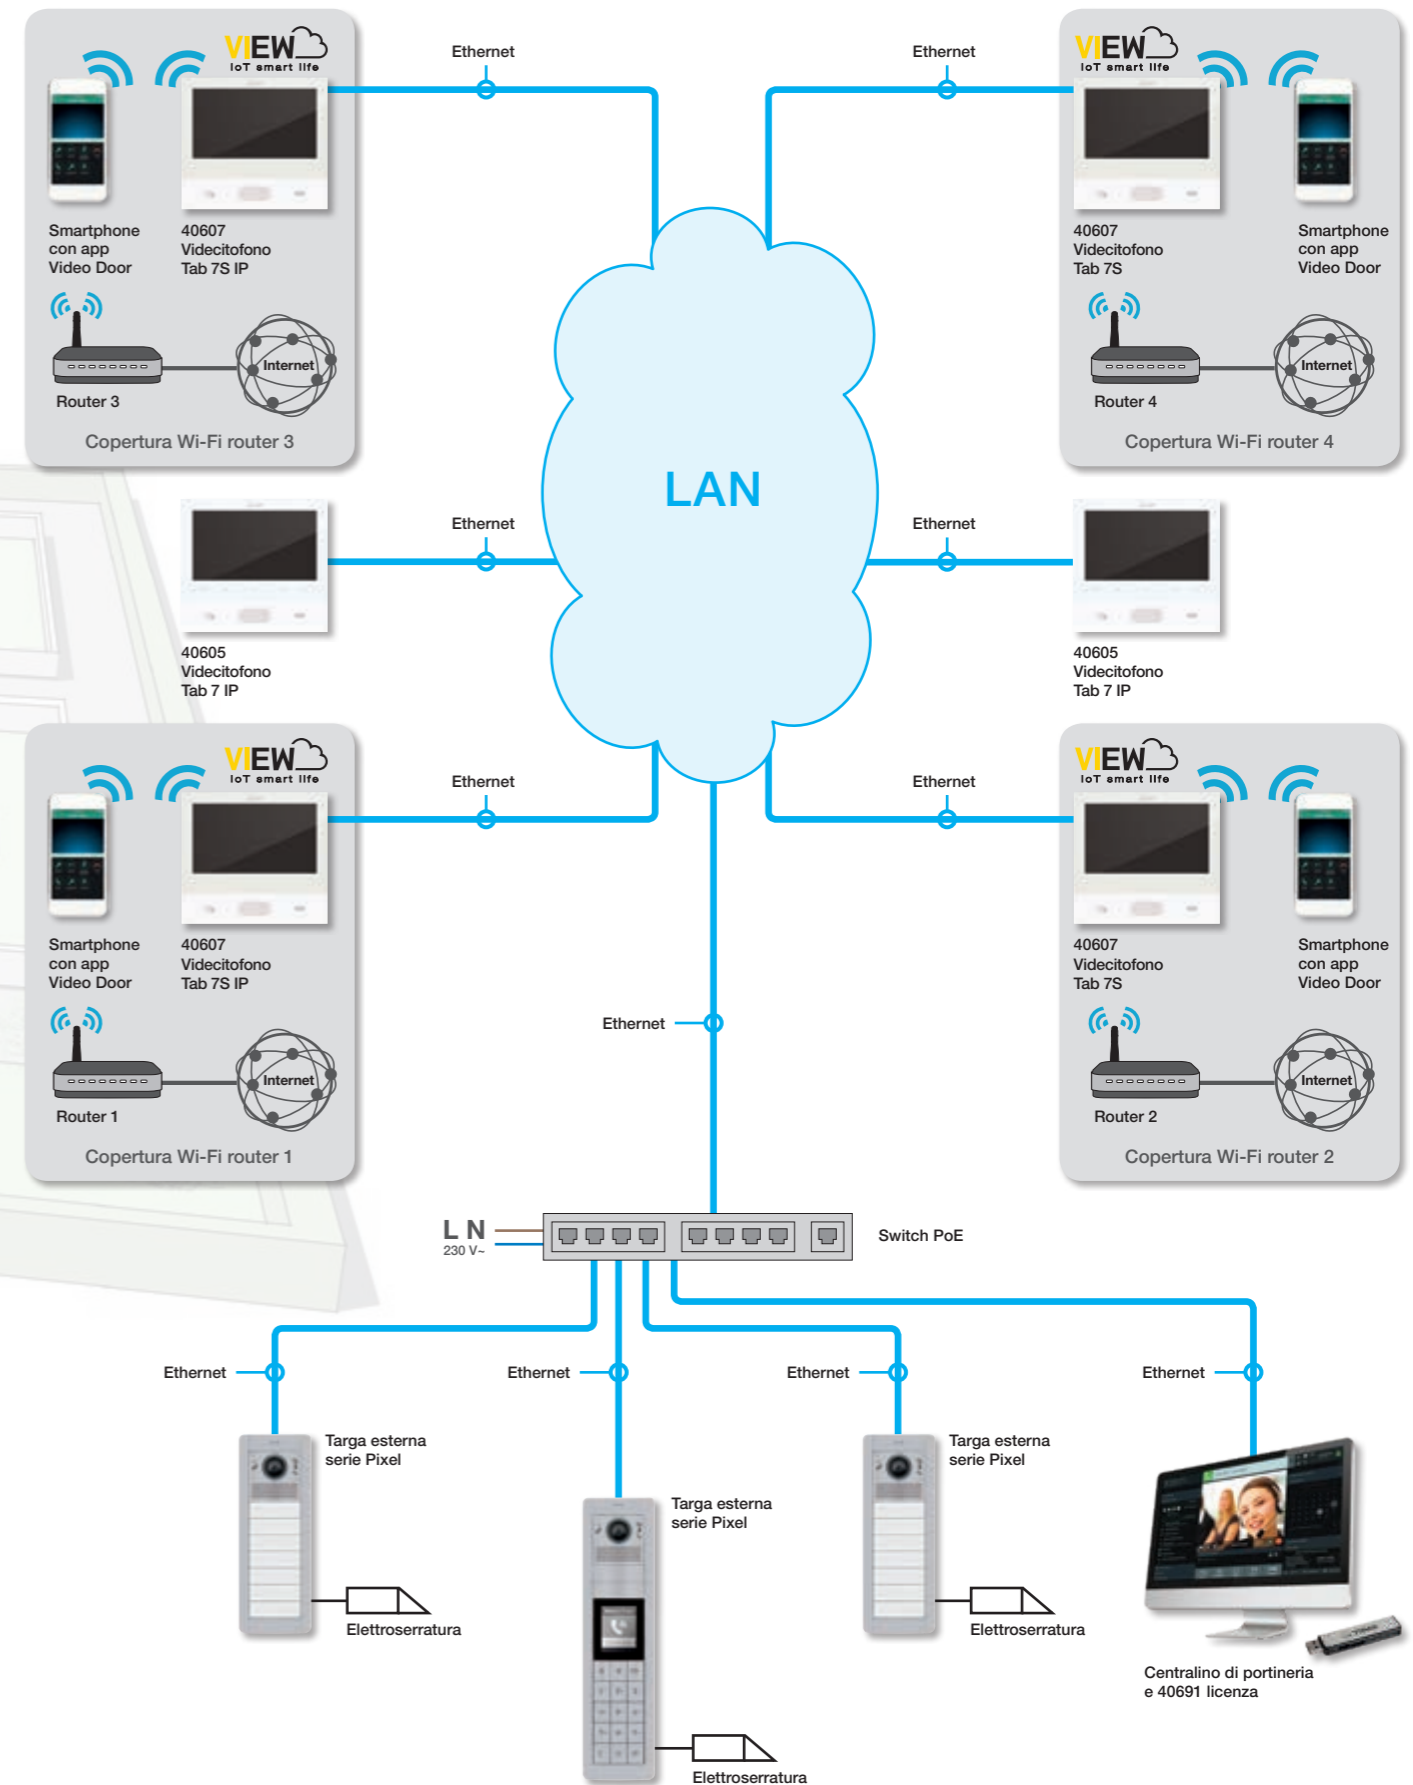 VIEW
IoT smart life
Smartphone
con app
Video Door
40607
Videcitofono
Tab 7S IP
Router 3
Internet
Copertura Wi-Fi router 3
Ethernet
Ethernet
VIEW
IoT smart life
40607
Videcitofono
Tab 7S
Smartphone
con app
Video Door
Router 4
Internet
Copertura Wi-Fi router 4
LAN
Ethernet
40605
Videcitofono
Tab 7 IP
Ethernet
40605
Videcitofono
Tab 7 IP
VIEW
IoT smart life
Smartphone
con app
Video Door
40607
Videcitofono
Tab 7S IP
Router 1
Internet
Copertura Wi-Fi router 1
Ethernet
Ethernet
VIEW
IoT smart life
40607
Videcitofono
Tab 7S
Smartphone
con app
Video Door
Router 2
Internet
Copertura Wi-Fi router 2
Ethernet
L N
230 V~
Switch PoE
Ethernet
Ethernet
Ethernet
Ethernet
Targa esterna
serie Pixel
Elettroserratura
Targa esterna
serie Pixel
Elettroserratura
Targa esterna
serie Pixel
Elettroserratura
Centralino di portineria
e 40691 licenza